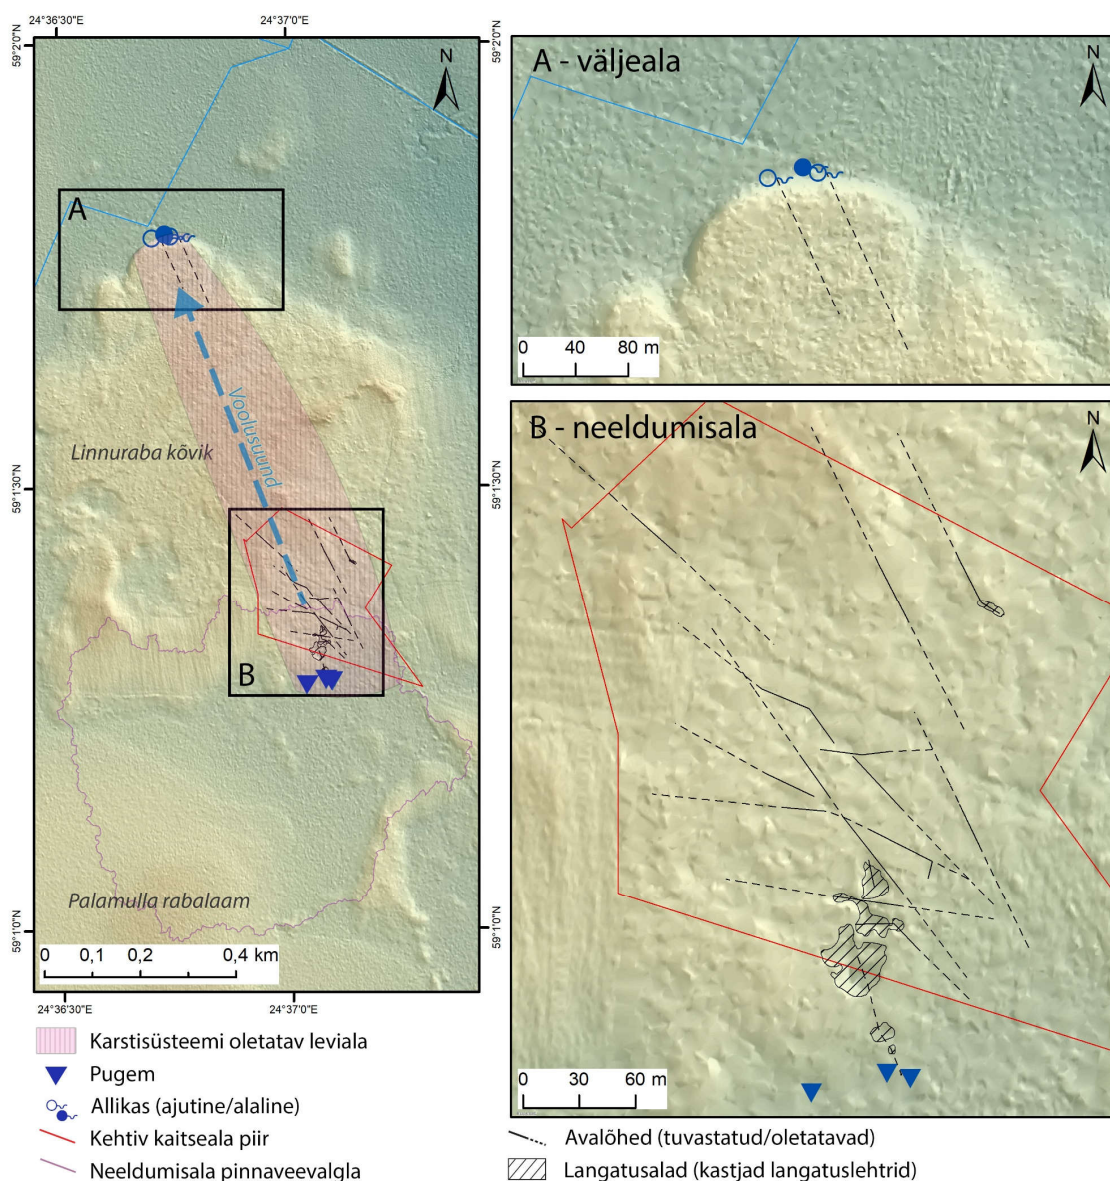 24°36'30"E
24°37'0"E
59°2'0"N
59°2'0"N
N
A
Voolusuund
Linnuraba kõvik
59°1'30"N
59°1'30"N
B
Palamulla rabalaam
59°1'0"N
59°1'0"N
0 0,1 0,2 0,4 km
24°36'30"E
24°37'0"E
A - väljeala
N
0 40 80 m
B - neeldumisala
N
0 30 60 m
Karstisüsteemi oletatav leviala
Pugem
Allikas (ajutine/alaline)
Kehtiv kaitseala piir
Neeldumisala pinnaveevalgla
Avalõhed (tuvastatud/oletatavad)
Langatusalad (kastjad langatuslehtrid)